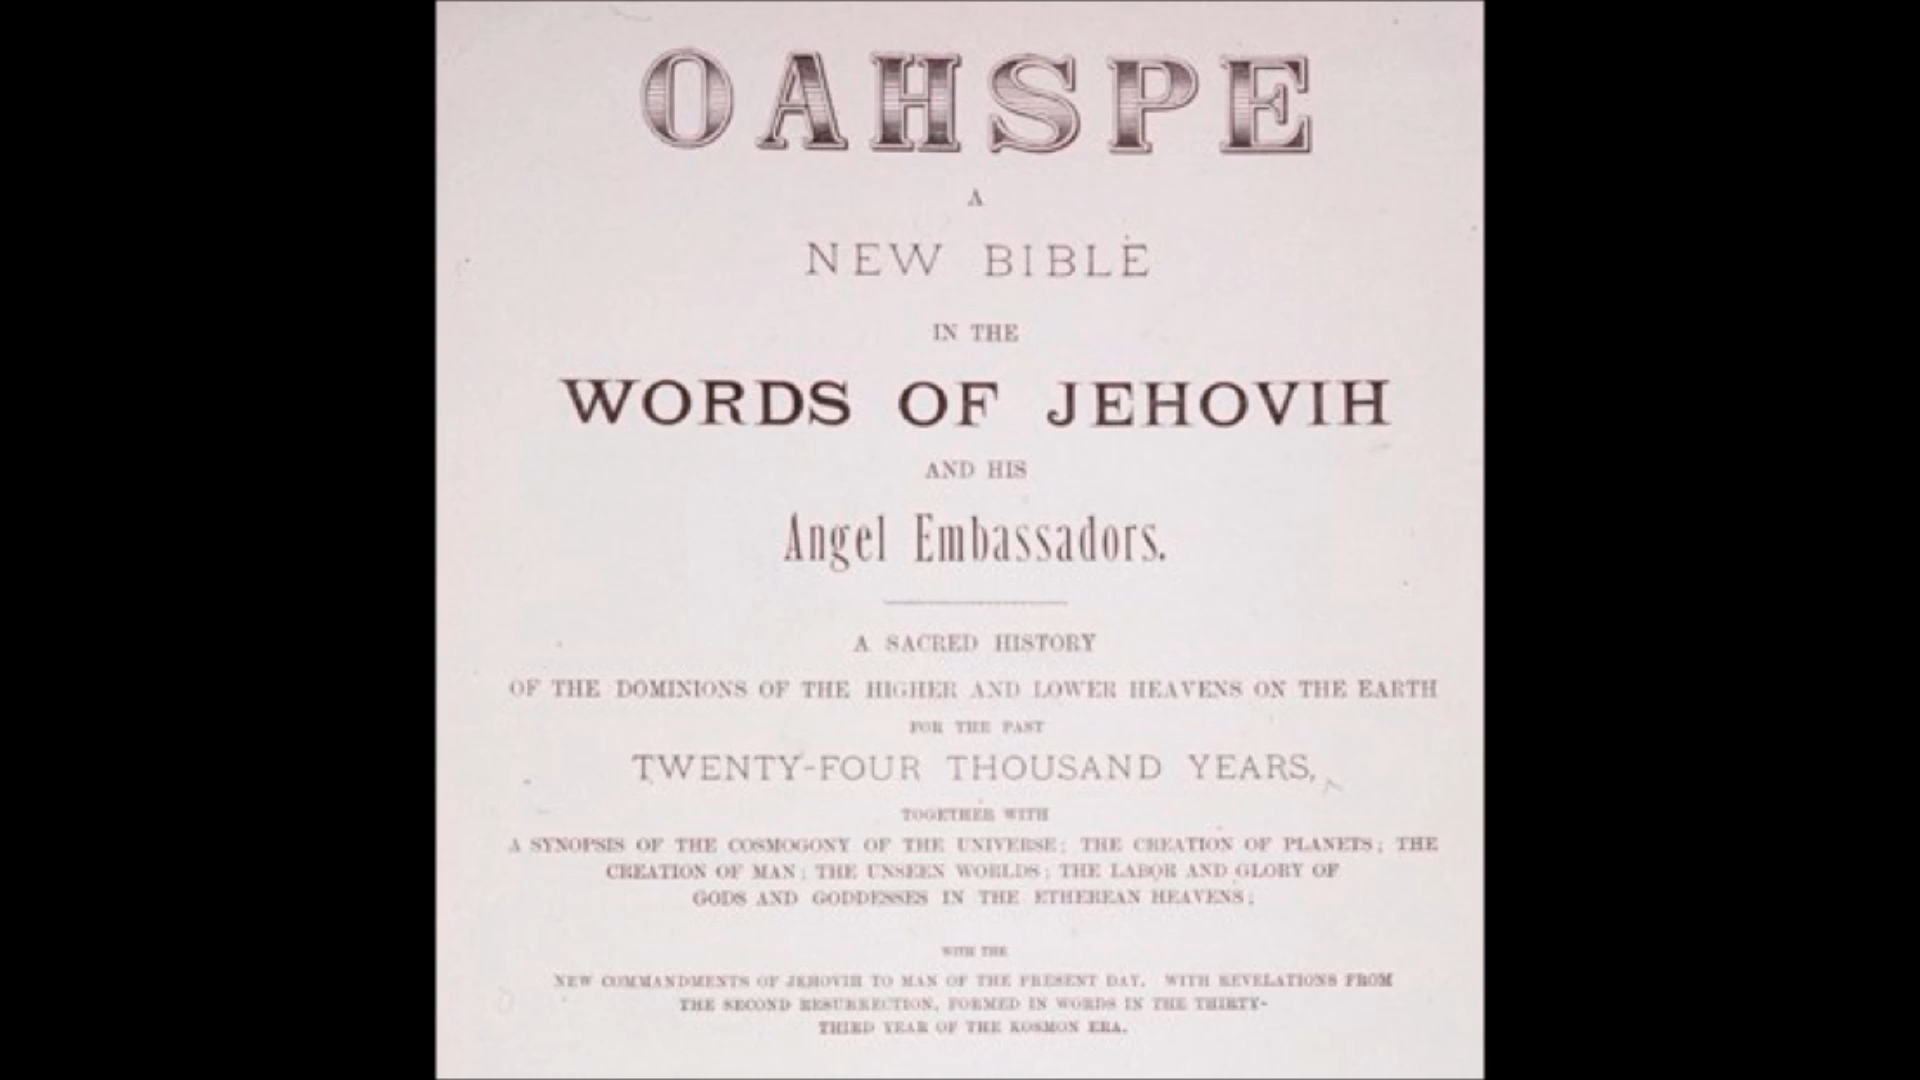 OAHSPE
A
NEW BIBLE
IN THE
WORDS OF JEHOVIH
AND HIS
Angel Embassadors.
A SACRED HISTORY
OF THE DOMINIONS OF THE HIGHER AND LOWER HEAVENS ON THE EARTH
FOR THE PAST
TWENTY-FOUR THOUSAND YEARS,
TOGETHER WITH
A SYNOPSIS OF THE COSMOGONY OF THE UNIVERSE; THE CREATION OF PLANETS; THE
CREATION OF MAN; THE UNSEEN WORLDS; THE LABOR AND GLORY OF
GODS AND GODDESSES IN THE ETHEREAN HEAVENS;
WITH THE
NEW COMMANDMENTS OF JEHOVIH TO MAN OF THE PRESENT DAY. WITH REVELATIONS FROM
THE SECOND RESURRECTION, FORMED IN WORDS IN THE THIRTY-
THIRD YEAR OF THE KOSMON ERA.